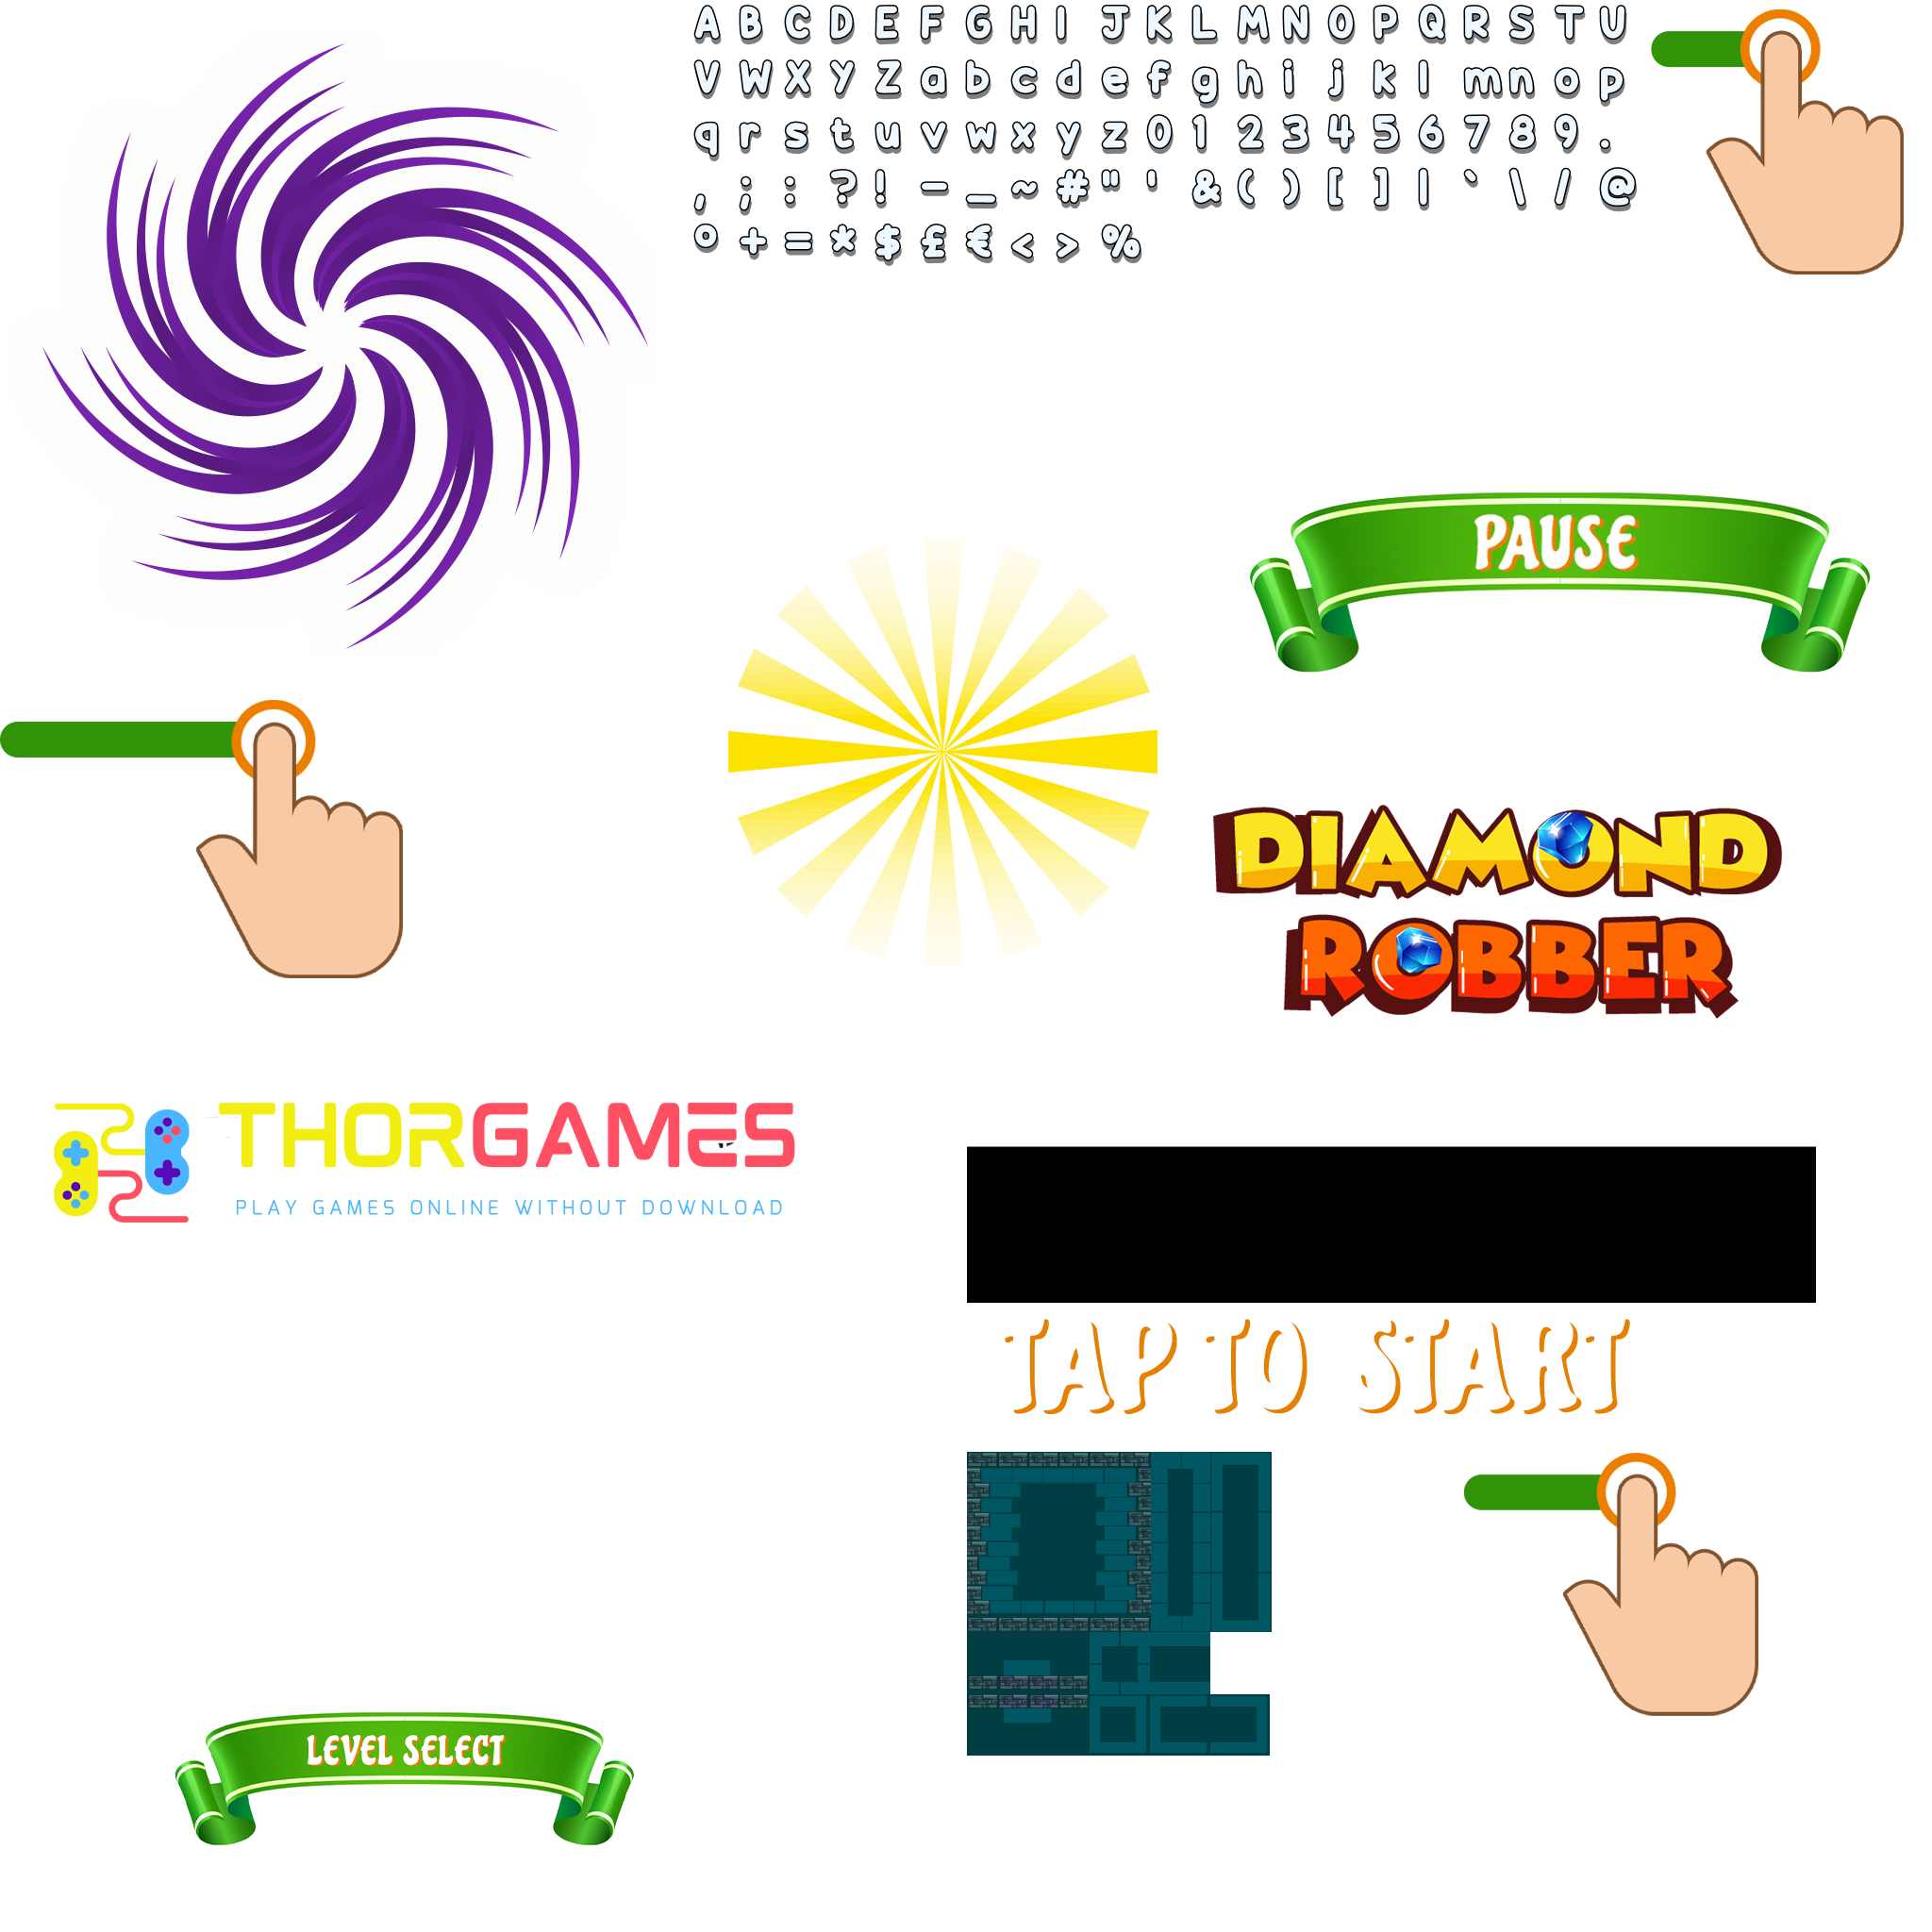 A B C D E F G H I J K L M N O P Q R S T U
V W X Y Z a b c d e f g h i j k l m n o p
q r s t u v w x y z 0 1 2 3 4 5 6 7 8 9 .
, ; : ? ! - _ ~ # " ' & ( ) [ ] | ` \ / @
° + = * $ £ € < > %
PAUSE
DIAMOND
ROBBER
THORGAMES
PLAY GAMES ONLINE WITHOUT DOWNLOAD
TAP TO START
LEVEL SELECT